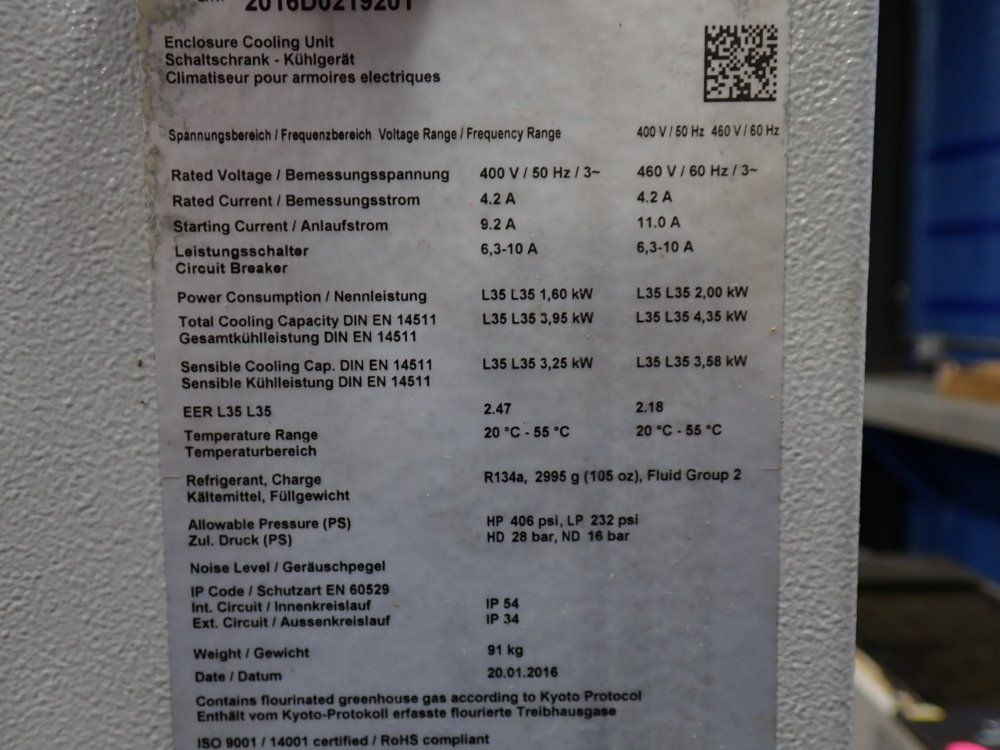 2016D0219201
Enclosure Cooling Unit
Schaltschrank - Kühlgerät
Climatiseur pour armoires electriques
Spannungsbereich / Frequenzbereich Voltage Range / Frequency Range 400 V / 50 Hz 460 V / 60 Hz
Rated Voltage / Bemessungsspannung 400 V / 50 Hz / 3~ 460 V / 60 Hz / 3~
Rated Current / Bemessungsstrom 4.2 A 4.2 A
Starting Current / Anlaufstrom 9.2 A 11.0 A
Leistungsschalter 6,3-10 A 6,3-10 A
Circuit Breaker
Power Consumption / Nennleistung L35 L35 1,60 kW L35 L35 2,00 kW
Total Cooling Capacity DIN EN 14511 L35 L35 3,95 kW L35 L35 4,35 kW
Gesamtkühlleistung DIN EN 14511
Sensible Cooling Cap. DIN EN 14511 L35 L35 3,25 kW L35 L35 3,58 kW
Sensible Kühlleistung DIN EN 14511
EER L35 L35 2.47 2.18
Temperature Range 20 °C - 55 °C 20 °C - 55 °C
Temperaturbereich
Refrigerant, Charge R134a, 2995 g (105 oz), Fluid Group 2
Kältemittel, Füllgewicht
Allowable Pressure (PS) HP 406 psi, LP 232 psi
Zul. Druck (PS) HD 28 bar, ND 16 bar
Noise Level / Geräuschpegel
IP Code / Schutzart EN 60529
Int. Circuit / Innenkreislauf IP 54
Ext. Circuit / Aussenkreislauf IP 34
Weight / Gewicht 91 kg
Date / Datum 20.01.2016
Contains flourinated greenhouse gas according to Kyoto Protocol
Enthält vom Kyoto-Protokoll erfasste flourierte Treibhausgase
ISO 9001 / 14001 certified / RoHS compliant